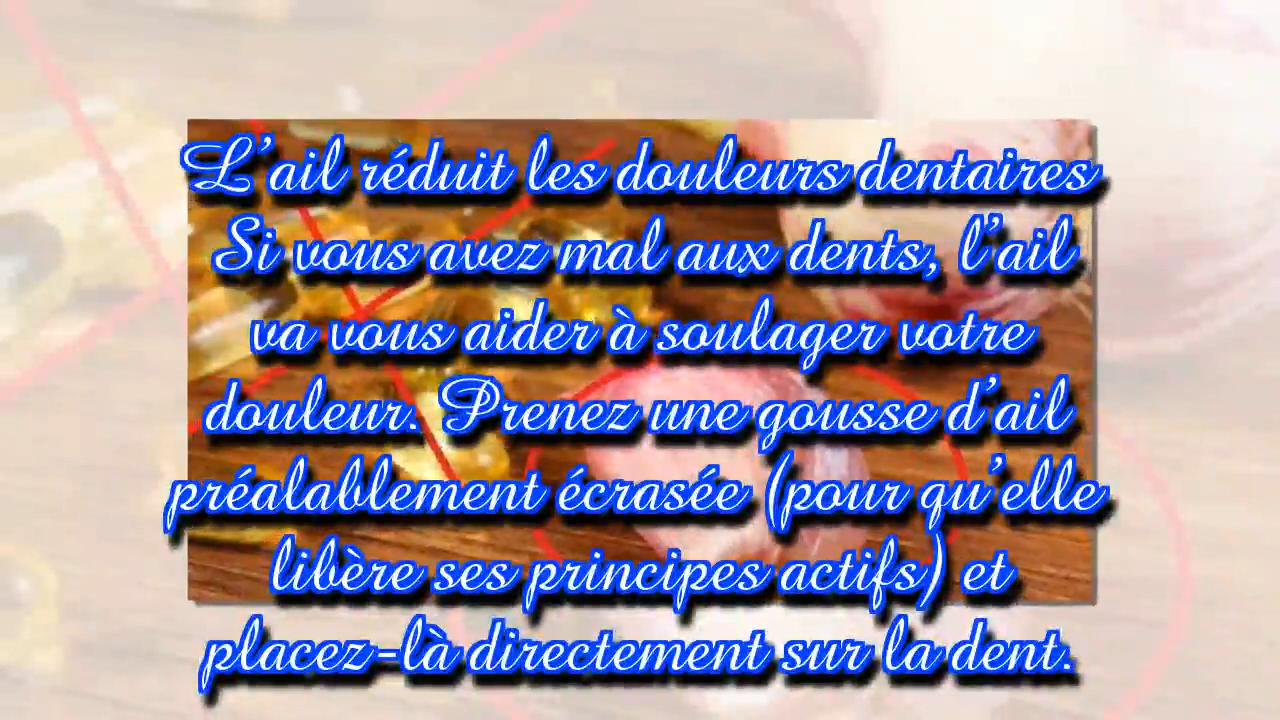 L'ail réduit les douleurs dentaires
Si vous avez mal aux dents, l'ail
va vous aider à soulager votre
douleur. Prenez une gousse d'ail
préalablement écrasée (pour qu'elle
libère ses principes actifs) et
placez-là directement sur la dent.